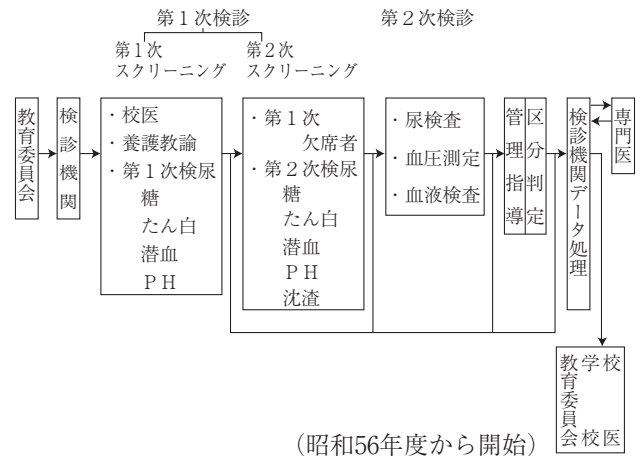 第１次検診
第２次検診
第１次
スクリーニング
第２次
スクリーニング
教育委員会
検診機関
・校医
・養護教諭
・第１次検尿
糖
たん白
潜血
ＰＨ
・第１次
欠席者
・第２次検尿
糖
たん白
潜血
ＰＨ
沈渣
・尿検査
・血圧測定
・血液検査
区分判定
管理指導
検診機関データ処理
専門医
学校
校医
教育委員会
（昭和56年度から開始）